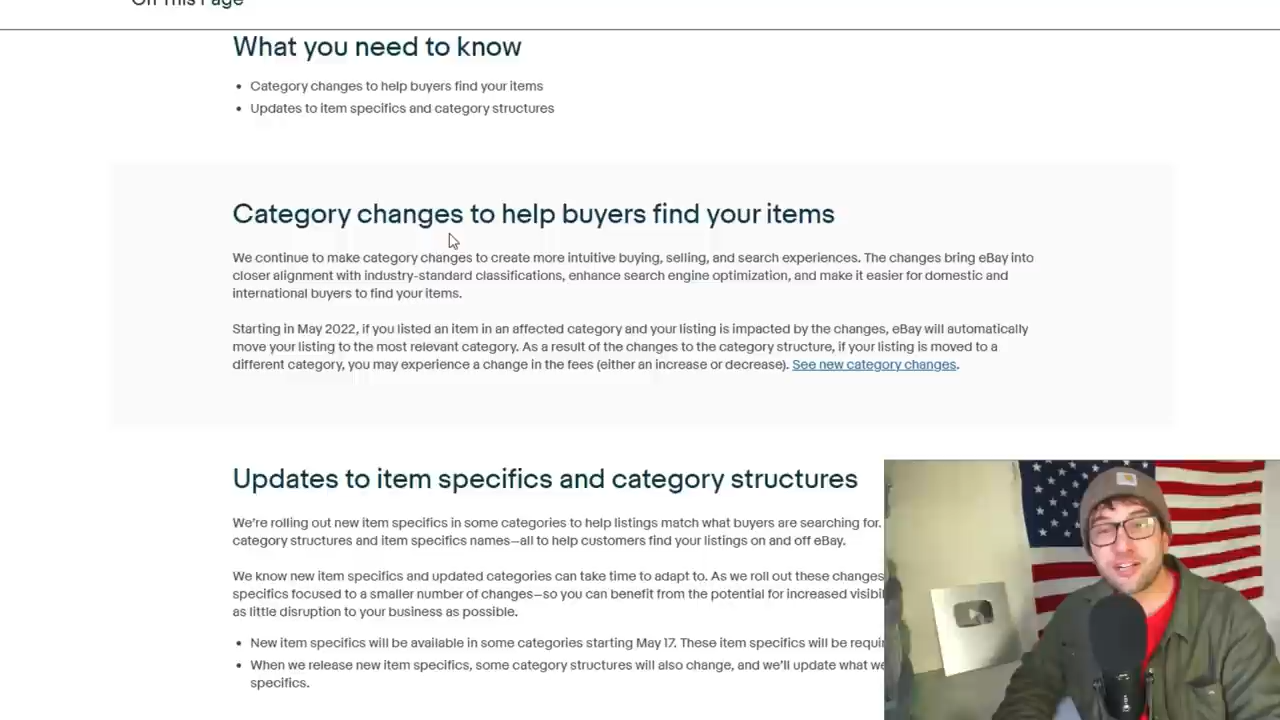 On This Page
What you need to know
• Category changes to help buyers find your items
• Updates to item specifics and category structures
Category changes to help buyers find your items
We continue to make category changes to create more intuitive buying, selling, and search experiences. The changes bring eBay into
closer alignment with industry-standard classifications, enhance search engine optimization, and make it easier for domestic and
international buyers to find your items.
Starting in May 2022, if you listed an item in an affected category and your listing is impacted by the changes, eBay will automatically
move your listing to the most relevant category. As a result of the changes to the category structure, if your listing is moved to a
different category, you may experience a change in the fees (either an increase or decrease). See new category changes.
Updates to item specifics and category structures
We're rolling out new item specifics in some categories to help listings match what buyers are searching for.
category structures and item specifics names—all to help customers find your listings on and off eBay.
We know new item specifics and updated categories can take time to adapt to. As we roll out these changes
specifics focused to a smaller number of changes—so you can benefit from the potential for increased visibi
as little disruption to your business as possible.
• New item specifics will be available in some categories starting May 17. These item specifics will be requir
• When we release new item specifics, some category structures will also change, and we'll update what we
specifics.